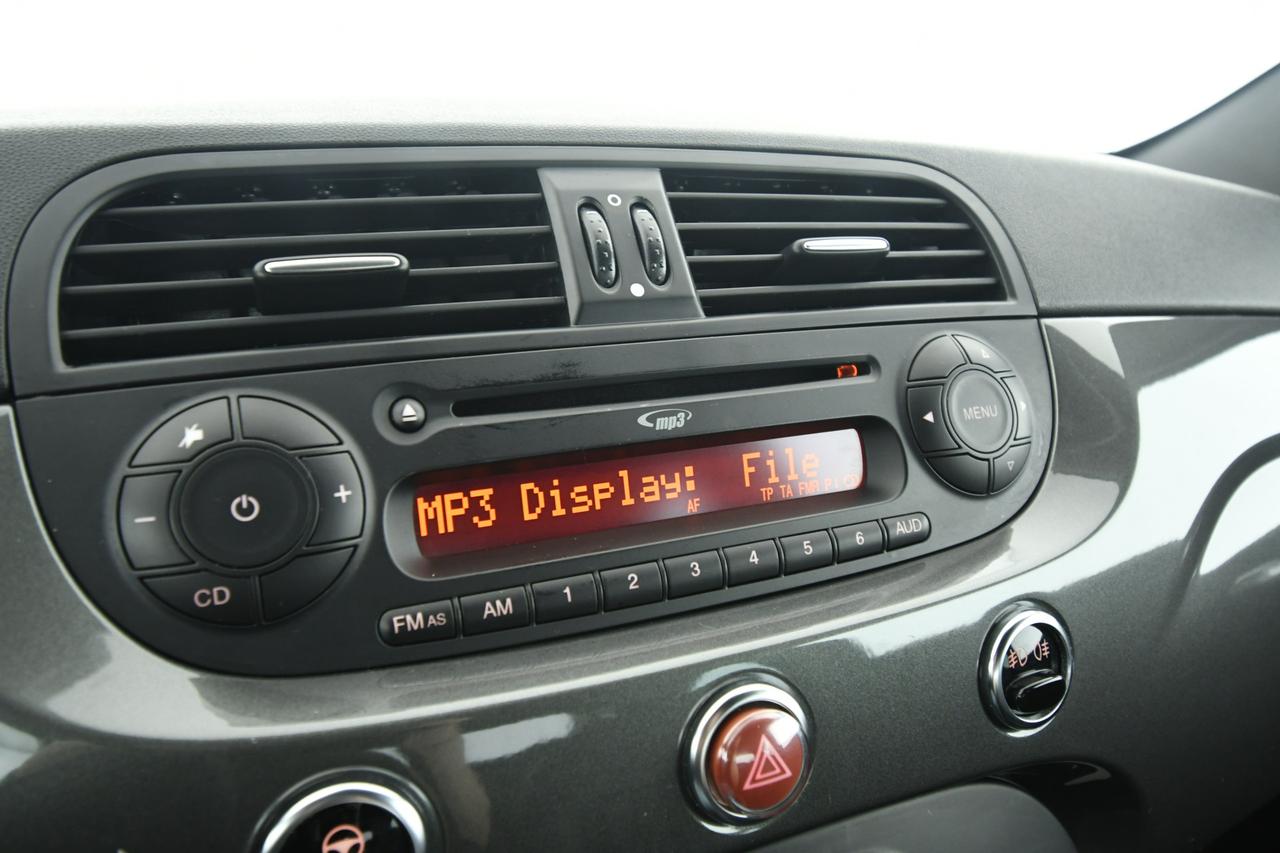 mp3
MENU
MP3 Display: File
AF TP TA
CD
FM AS AM 1 2 3 4 5 6 AUD